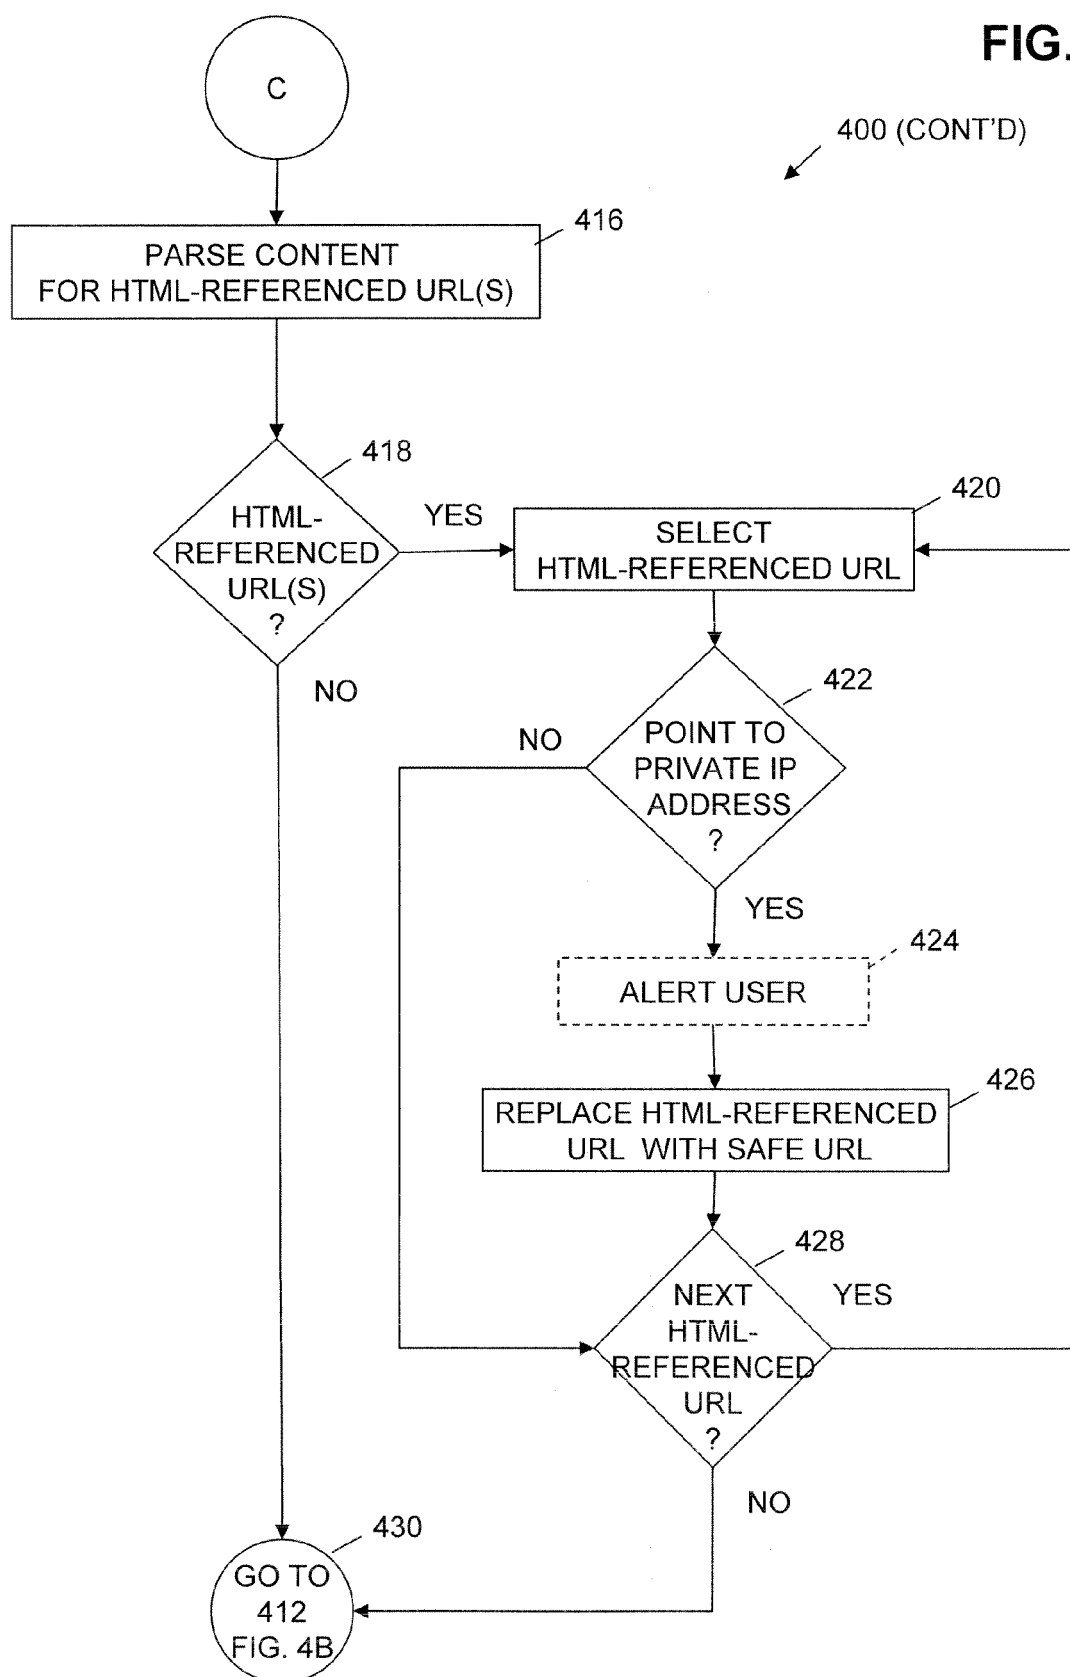 FIG.
C
400 (CONT'D)
416
PARSE CONTENT
FOR HTML-REFERENCED URL(S)
418
HTML-
REFERENCED
URL(S)
?
YES
NO
420
SELECT
HTML-REFERENCED URL
422
POINT TO
PRIVATE IP
ADDRESS
?
NO
YES
424
ALERT USER
426
REPLACE HTML-REFERENCED
URL WITH SAFE URL
428
NEXT
HTML-
REFERENCED
URL
?
YES
NO
430
GO TO
412
FIG. 4B